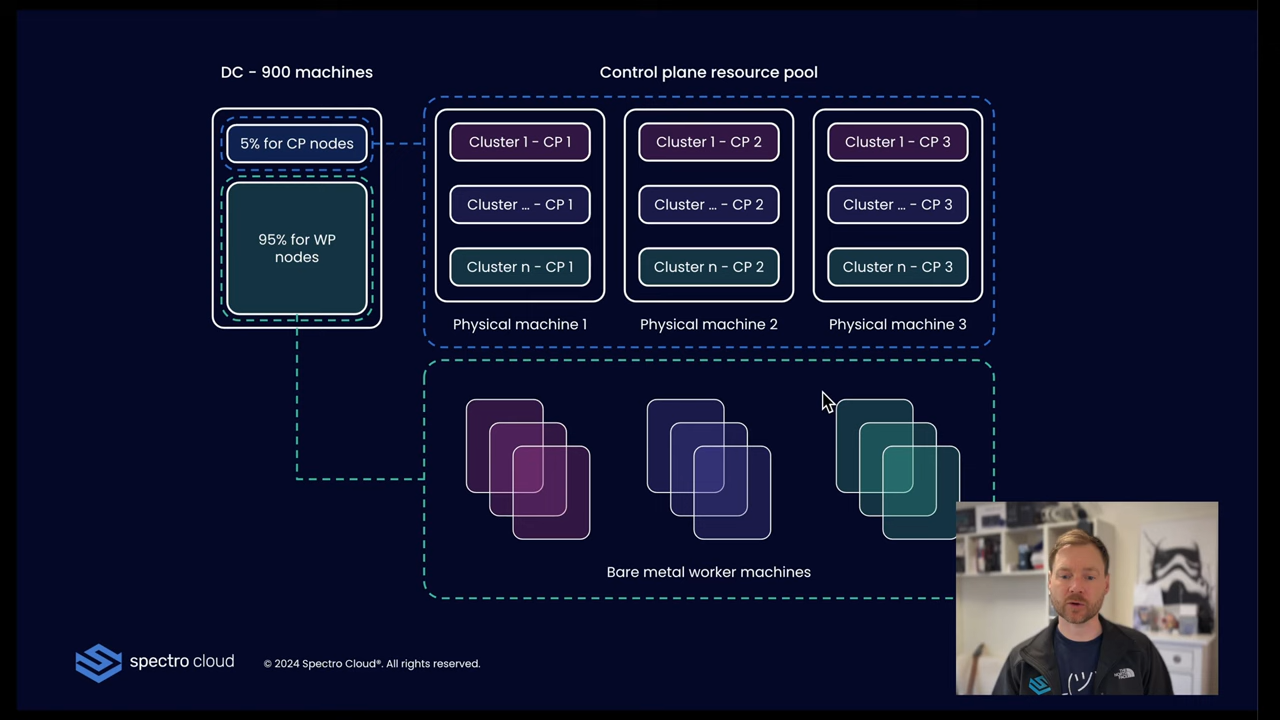 DC - 900 machines
Control plane resource pool
5% for CP nodes
95% for WP
nodes
Cluster 1 - CP 1
Cluster 1 - CP 2
Cluster 1 - CP 3
Cluster ... - CP 1
Cluster ... - CP 2
Cluster ... - CP 3
Cluster n - CP 1
Cluster n - CP 2
Cluster n - CP 3
Physical machine 1
Physical machine 2
Physical machine 3
Bare metal worker machines
spectro cloud
© 2024 Spectro Cloud®. All rights reserved.
THE
NORTH
FACE